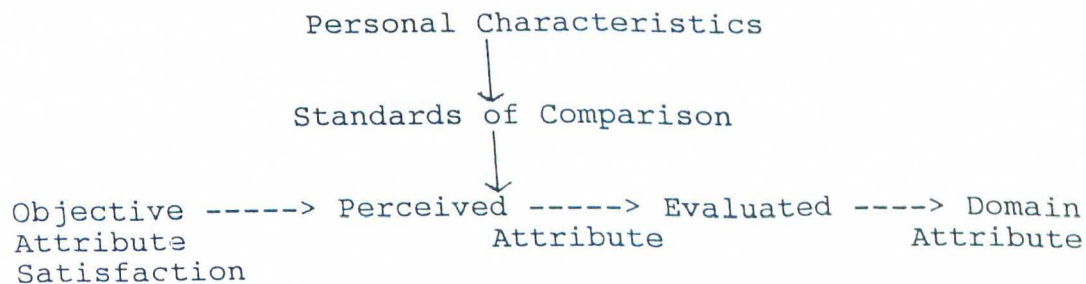 Personal Characteristics
Standards of Comparison
Objective -----> Perceived -----> Evaluated ----> Domain
Attribute Attribute Attribute
Satisfaction